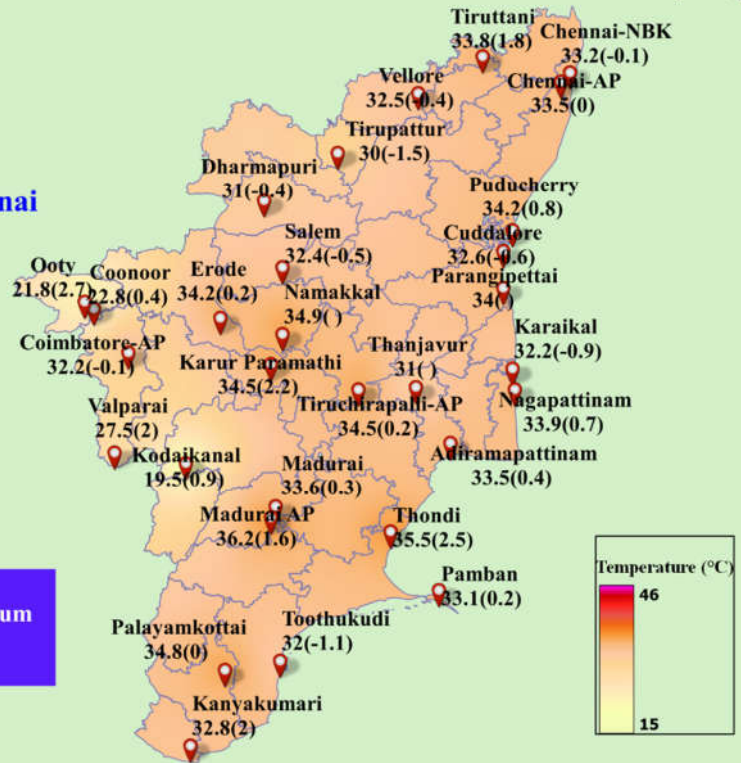 Tiruttani
33.8(1.8)
Chennai-NBK
33.2(-0.1)
Vellore
32.5(-0.4)
Chennai-AP
33.5(0)
Tirupattur
30(-1.5)
Dharmapuri
31(-0.4)
nai
Puducherry
34.2(0.8)
Salem
32.4(-0.5)
Cuddalore
32.6(-0.6)
Ooty
21.8(2.7)
Coonoor
22.8(0.4)
Erode
34.2(0.2)
Namakkal
34.9( )
Parangipettai
34( )
Coimbatore-AP
32.2(-0.1)
Karur Paramathi
34.5(2.2)
Thanjavur
31( )
Karaikal
32.2(-0.9)
Valparai
27.5(2)
Tiruchirapalli-AP
34.5(0.2)
Nagapattinam
33.9(0.7)
Kodaikanal
19.5(0.9)
Madurai
33.6(0.3)
Adiramapattinam
33.5(0.4)
Madurai AP
36.2(1.6)
Thondi
35.5(2.5)
Pamban
33.1(0.2)
Temperature (°C)
46
15
um
Palayamkottai
34.8(0)
Toothukudi
32(-1.1)
Kanyakumari
32.8(2)